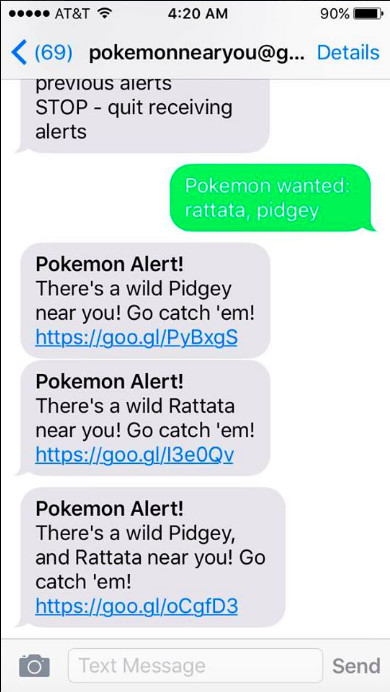 AT&T 4:20 AM 90%
(69) pokemonnearyou@g... Details
previous alerts
STOP - quit receiving
alerts
Pokemon wanted:
rattata, pidgey
Pokemon Alert!
There's a wild Pidgey
near you! Go catch 'em!
https://goo.gl/PyBxgS
Pokemon Alert!
There's a wild Rattata
near you! Go catch 'em!
https://goo.gl/I3e0Qv
Pokemon Alert!
There's a wild Pidgey,
and Rattata near you! Go
catch 'em!
https://goo.gl/oCgfD3
Text Message Send